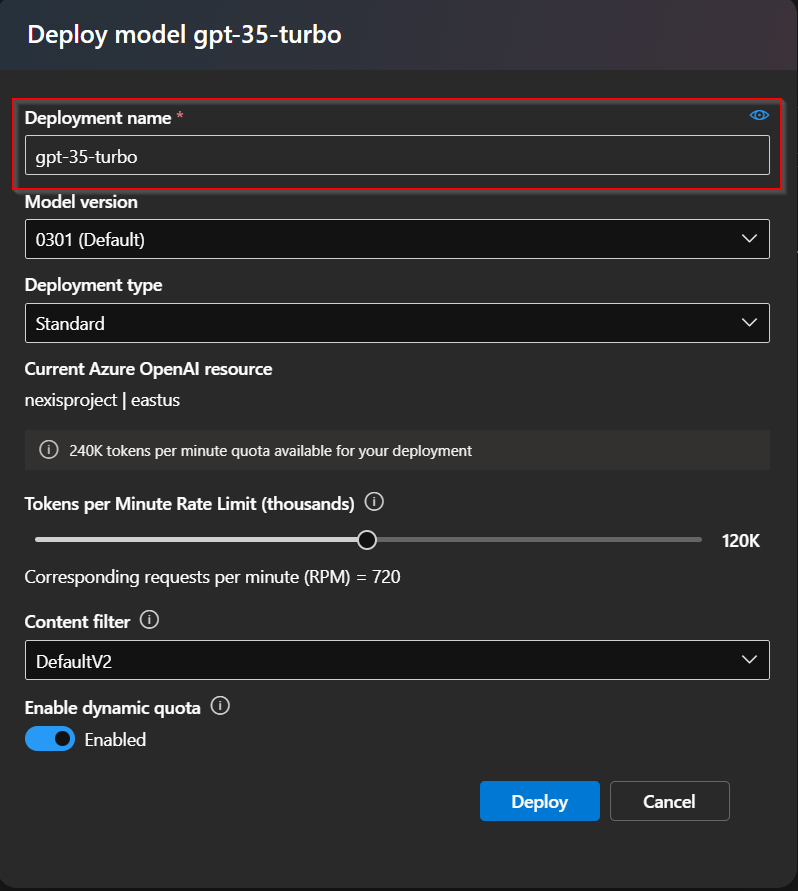 Deploy model gpt-35-turbo
Deployment name *
gpt-35-turbo
Model version
0301 (Default)
Deployment type
Standard
Current Azure OpenAI resource
nexisproject | eastus
240K tokens per minute quota available for your deployment
Tokens per Minute Rate Limit (thousands)
120K
Corresponding requests per minute (RPM) = 720
Content filter
DefaultV2
Enable dynamic quota
Enabled
Deploy Cancel